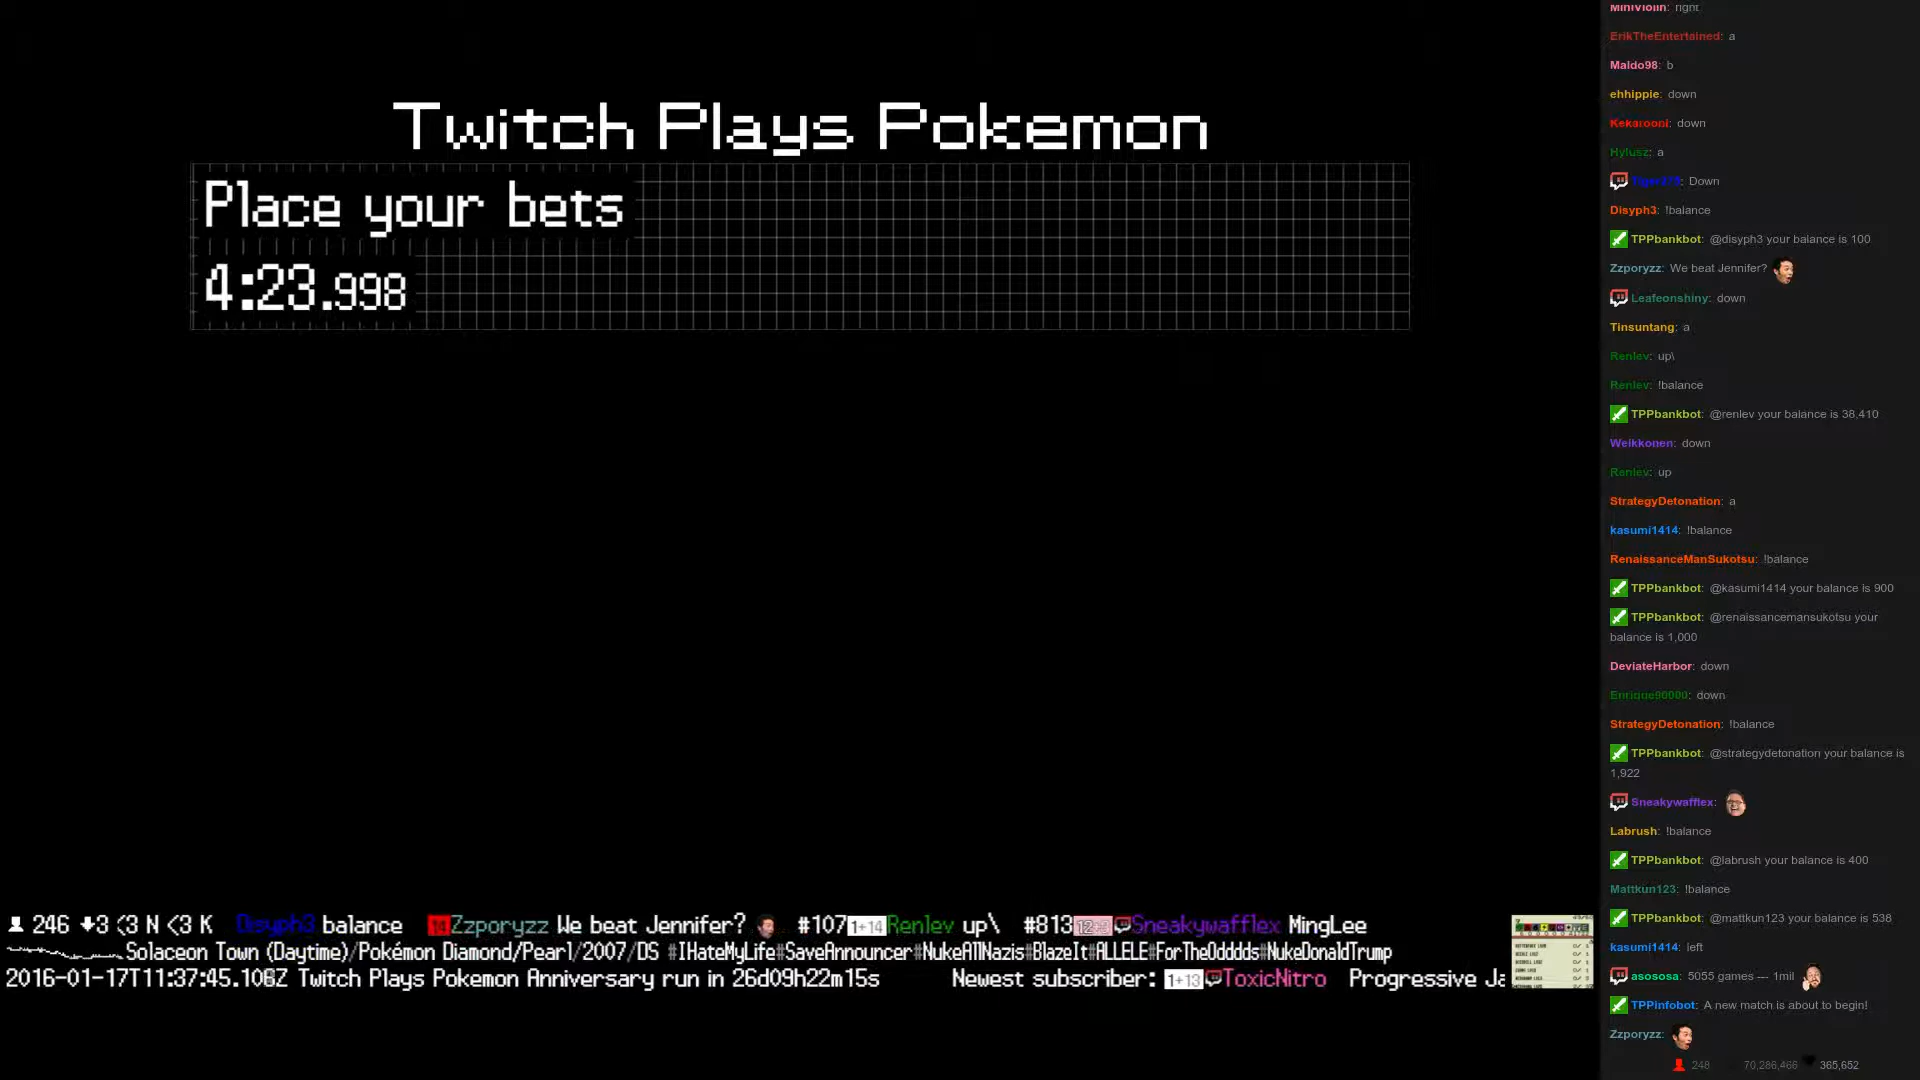 Twitch Plays Pokemon
Place your bets
4:23.998
246 3 <3 N <3 K Disyph3 balance 14 Zzporyzz We beat Jennifer? #107 1+14 Renlev up\ #813 Sneakywafflex MingLee
Solaceon Town (Daytime)/Pokémon Diamond/Pearl/2007/DS #IHateMyLife#SaveAnnouncer#NukeAllNazis#BlazeIt#ALLELE#ForTheOdddds#NukeDonaldTrump
Twitch Plays Pokemon Anniversary run in 26d09h22m15s Newest subscriber: 1+13 ToxicNitro Progressive Ja
MiniViolin: right
ErikTheEntertained: a
Maldo98: b
ehhippie: down
Kekarooni: down
Hylusz: a
Down
Disyph3: !balance
TPPbankbot: @disyph3 your balance is 100
Zzporyzz: We beat Jennifer?
Leafeonshiny: down
Tinsuntang: a
Renlev: up\
Renlev: !balance
TPPbankbot: @renlev your balance is 38,410
Weikkonen: down
Renlev: up
StrategyDetonation: a
kasumi1414: !balance
RenaissanceManSukotsu: !balance
TPPbankbot: @kasumi1414 your balance is 900
TPPbankbot: @renaissancemansukotsu your
balance is 1,000
DeviateHarbor: down
Enrique90000: down
StrategyDetonation: !balance
TPPbankbot: @strategydetonation your balance is
1,922
Sneakywafflex:
Labrush: !balance
TPPbankbot: @labrush your balance is 400
Mattkun123: !balance
TPPbankbot: @mattkun123 your balance is 538
kasumi1414: left
asososa: 5055 games --- 1mil
TPPinfobot: A new match is about to begin!
Zzporyzz:
248 70,286,466 365,652